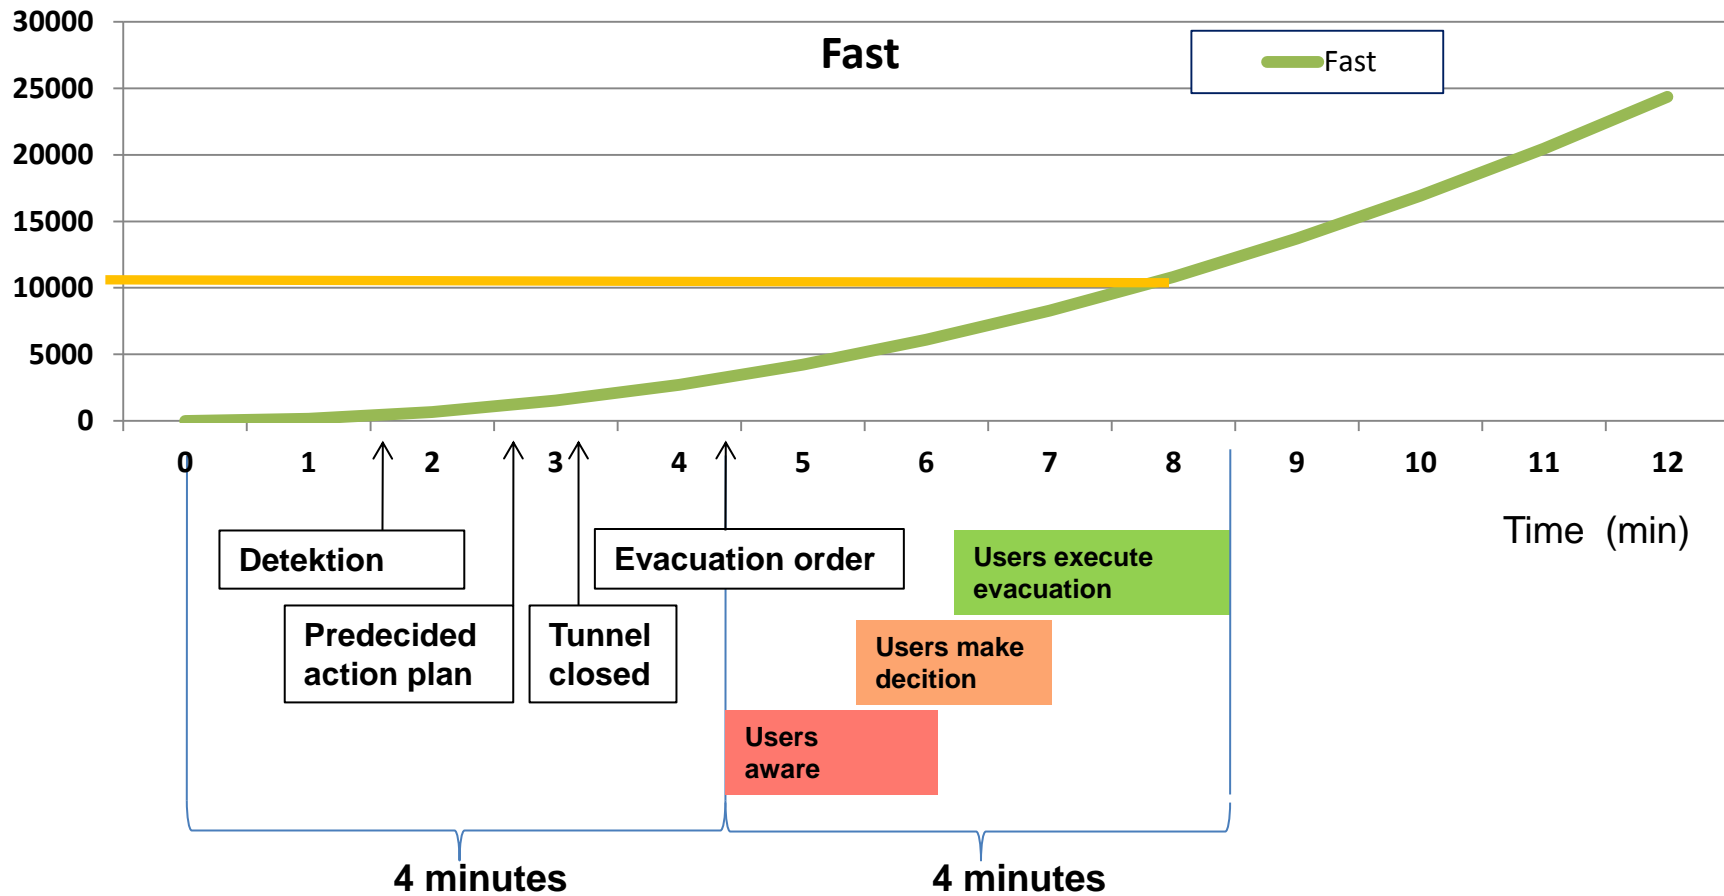 30000
Fast
Fast
25000
20000
15000
10000
5000
0
0 1 2 3 4 5 6 7 8 9 10 11 12
Time (min)
Detektion
Evacuation order
Users execute
evacuation
Predecided
action plan
Tunnel
closed
Users make
decition
Users
aware
4 minutes
4 minutes